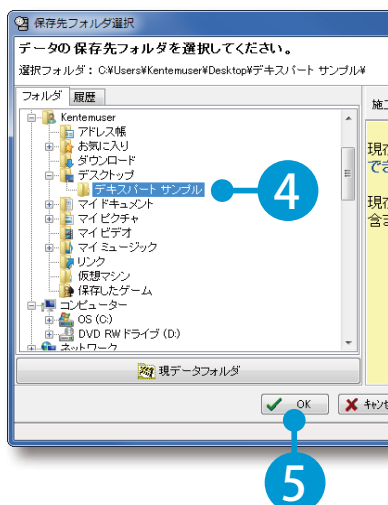 保存先フォルダ選択
データの保存先フォルダを選択してください。
選択フォルダ： C:¥Users¥Kentemuser¥Desktop¥デキスパート サンプル¥
フォルダ 履歴
施工
Kentemuser
アドレス帳
現在
お気に入り
でき
ダウンロード
デスクトップ
デキスパート サンプル
4
現在
マイ ドキュメント
含ま
マイ ピクチャ
マイ ビデオ
マイ ミュージック
リンク
仮想マシン
保存したゲーム
コンピューター
OS (C:)
DVD RW ドライブ (D:)
ネットワーク
現データフォルダ
OK キャンセ
5